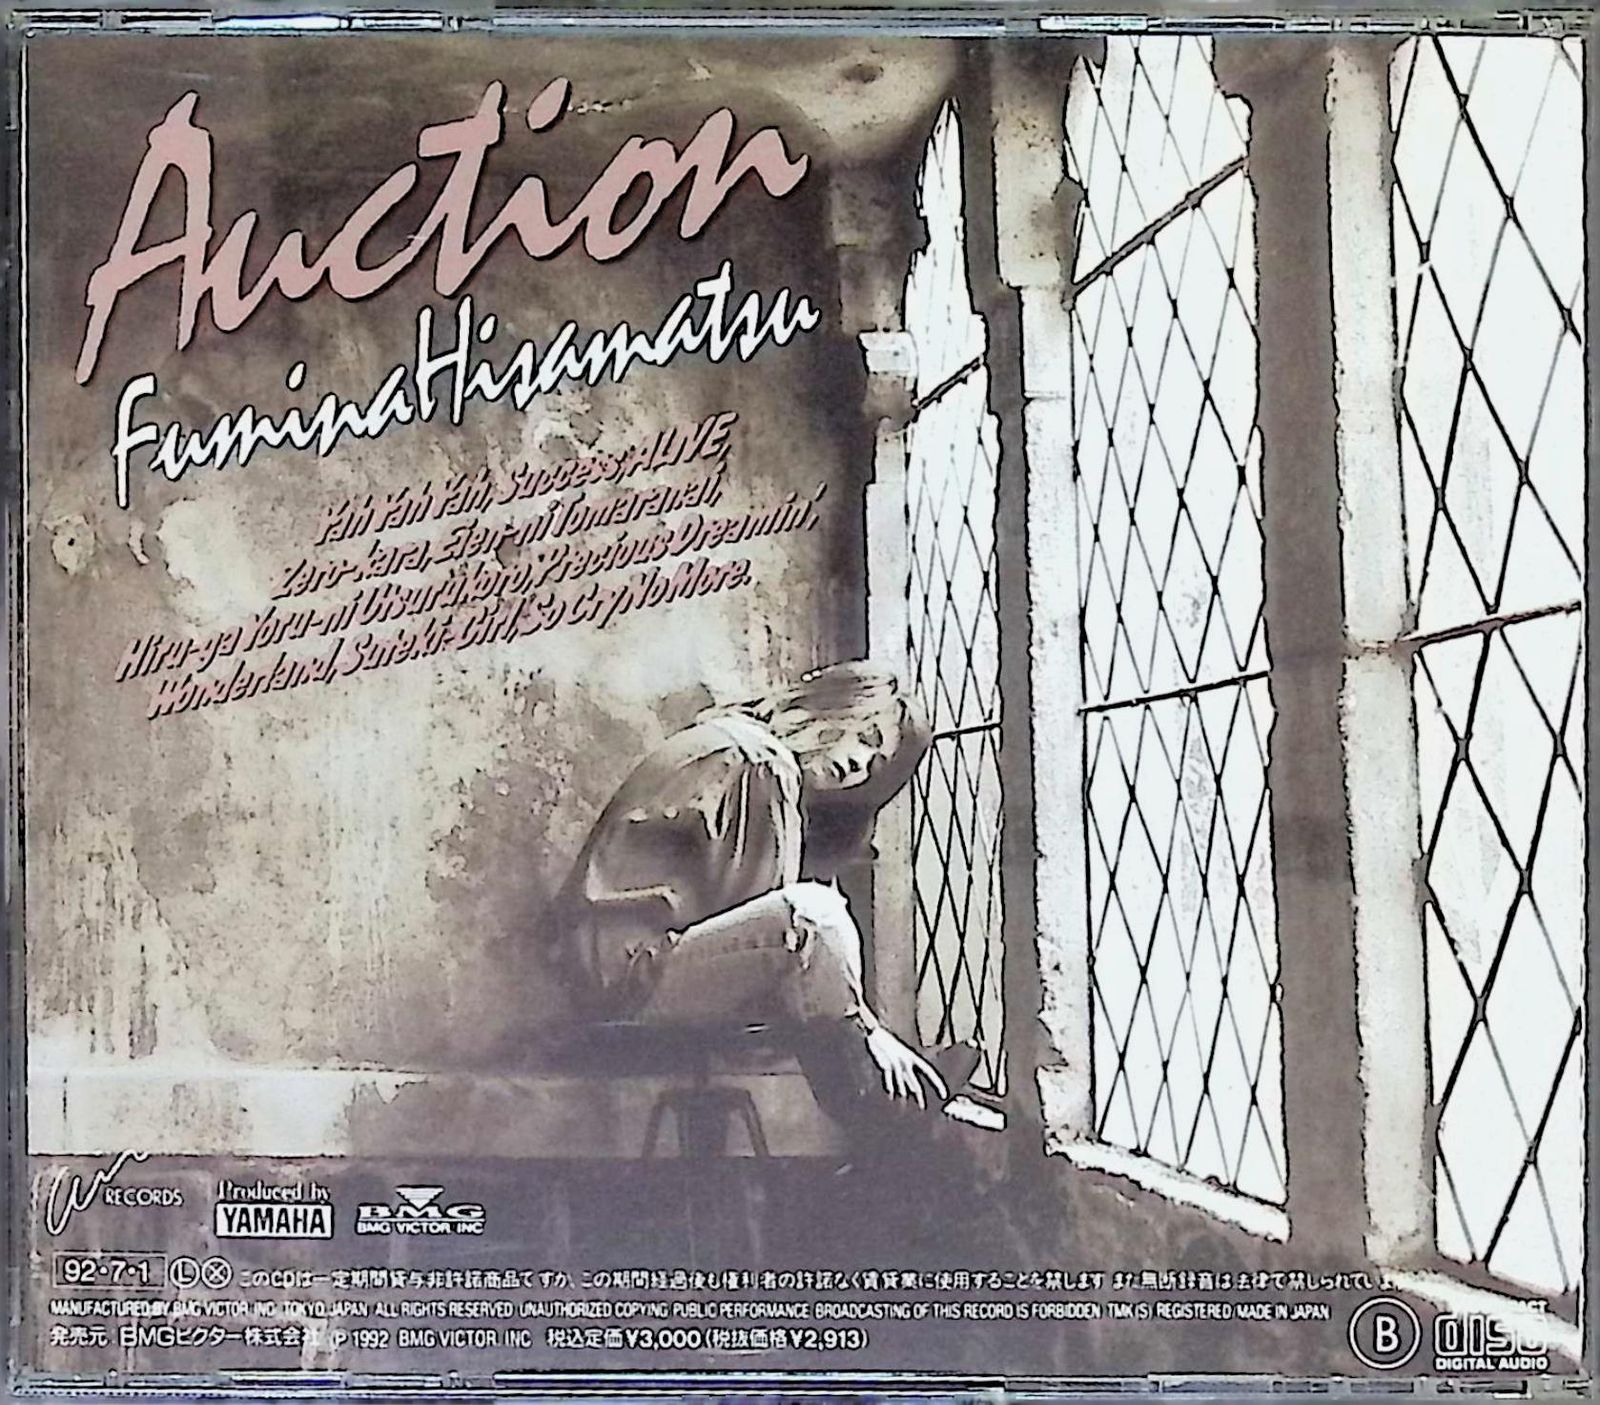 Auction
Fumina Hisamatsu
Yah Yah Yah, Success, ALIVE,
Zero-kara, Eien-ni Tomaranai,
Hiru-ga Yoru-ni Utsurukoro, Precious Dreamin',
Wonderland, Suteki-Girl, So Cry No More.
RECORDS
Produced by
YAMAHA
BMG
BMG VICTOR INC
92・7・1 Ⓛ Ⓧ このCDは一定期間貸与非許諾商品ですが、この期間経過後も権利者の許諾なく賃貸業に使用することを禁します また無断録音は法律で禁しられてい
MANUFACTURED BY BMG VICTOR INC TOKYO, JAPAN ALL RIGHTS RESERVED UNAUTHORIZED COPYING PUBLIC PERFORMANCE BROADCASTING OF THIS RECORD IS FORBIDDEN TMK(S) REGISTERED MADE IN JAPAN
発売元 BMGビクター株式会社 Ⓟ 1992 BMG VICTOR INC 税込定価¥3,000(税抜価格¥2,913)
B
COMPACT
disc
DIGITAL AUDIO